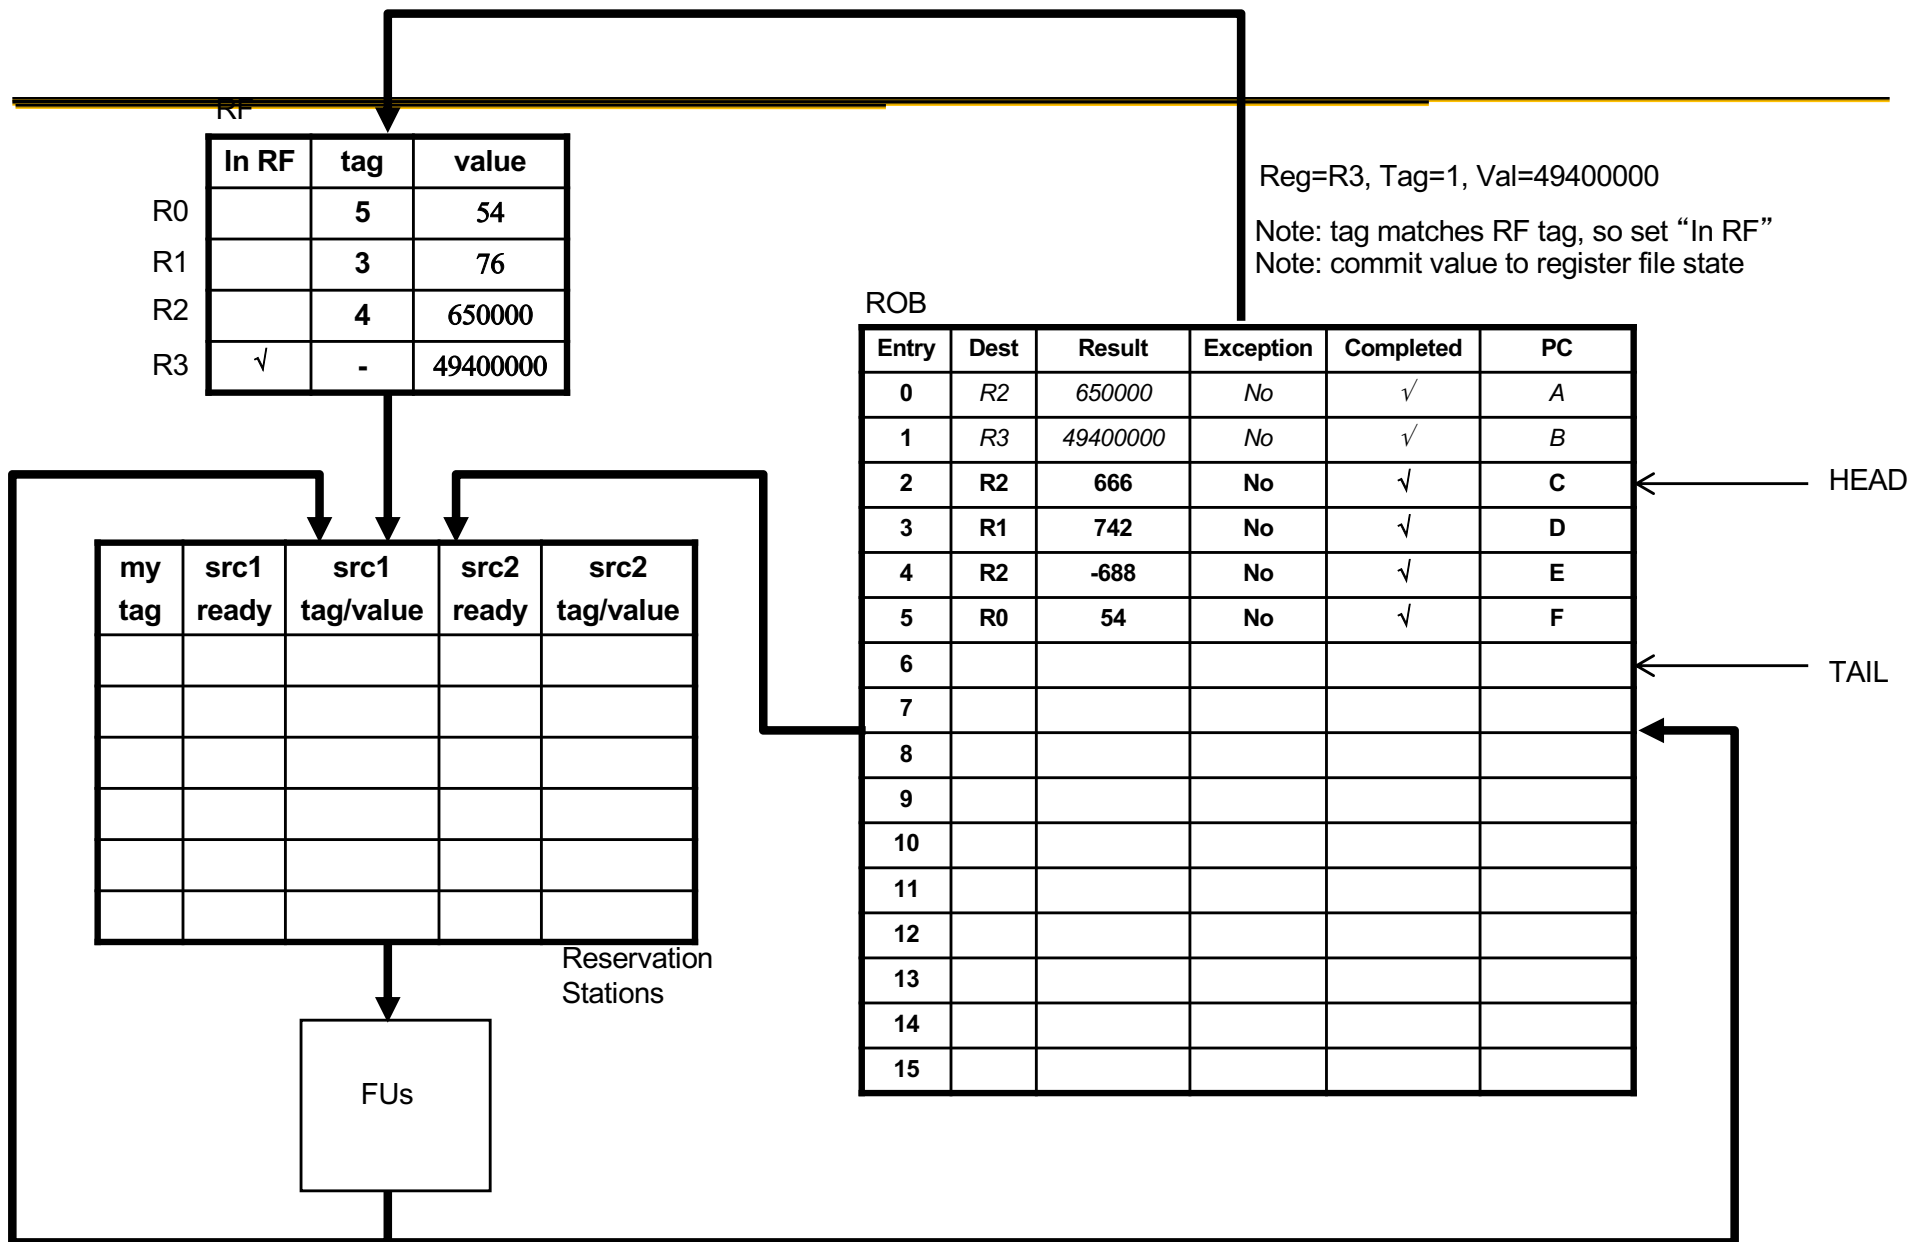 RF
In RF tag value
R0 5 54
R1 3 76
R2 4 650000
R3 √ - 49400000
Reg=R3, Tag=1, Val=49400000
Note: tag matches RF tag, so set “In RF”
Note: commit value to register file state
ROB
Entry Dest Result Exception Completed PC
0 R2 650000 No √ A
1 R3 49400000 No √ B
2 R2 666 No √ C
HEAD
3 R1 742 No √ D
4 R2 -688 No √ E
5 R0 54 No √ F
6
TAIL
7
8
9
10
11
12
13
14
15
my src1 src1 src2 src2
tag ready tag/value ready tag/value
Reservation
Stations
FUs